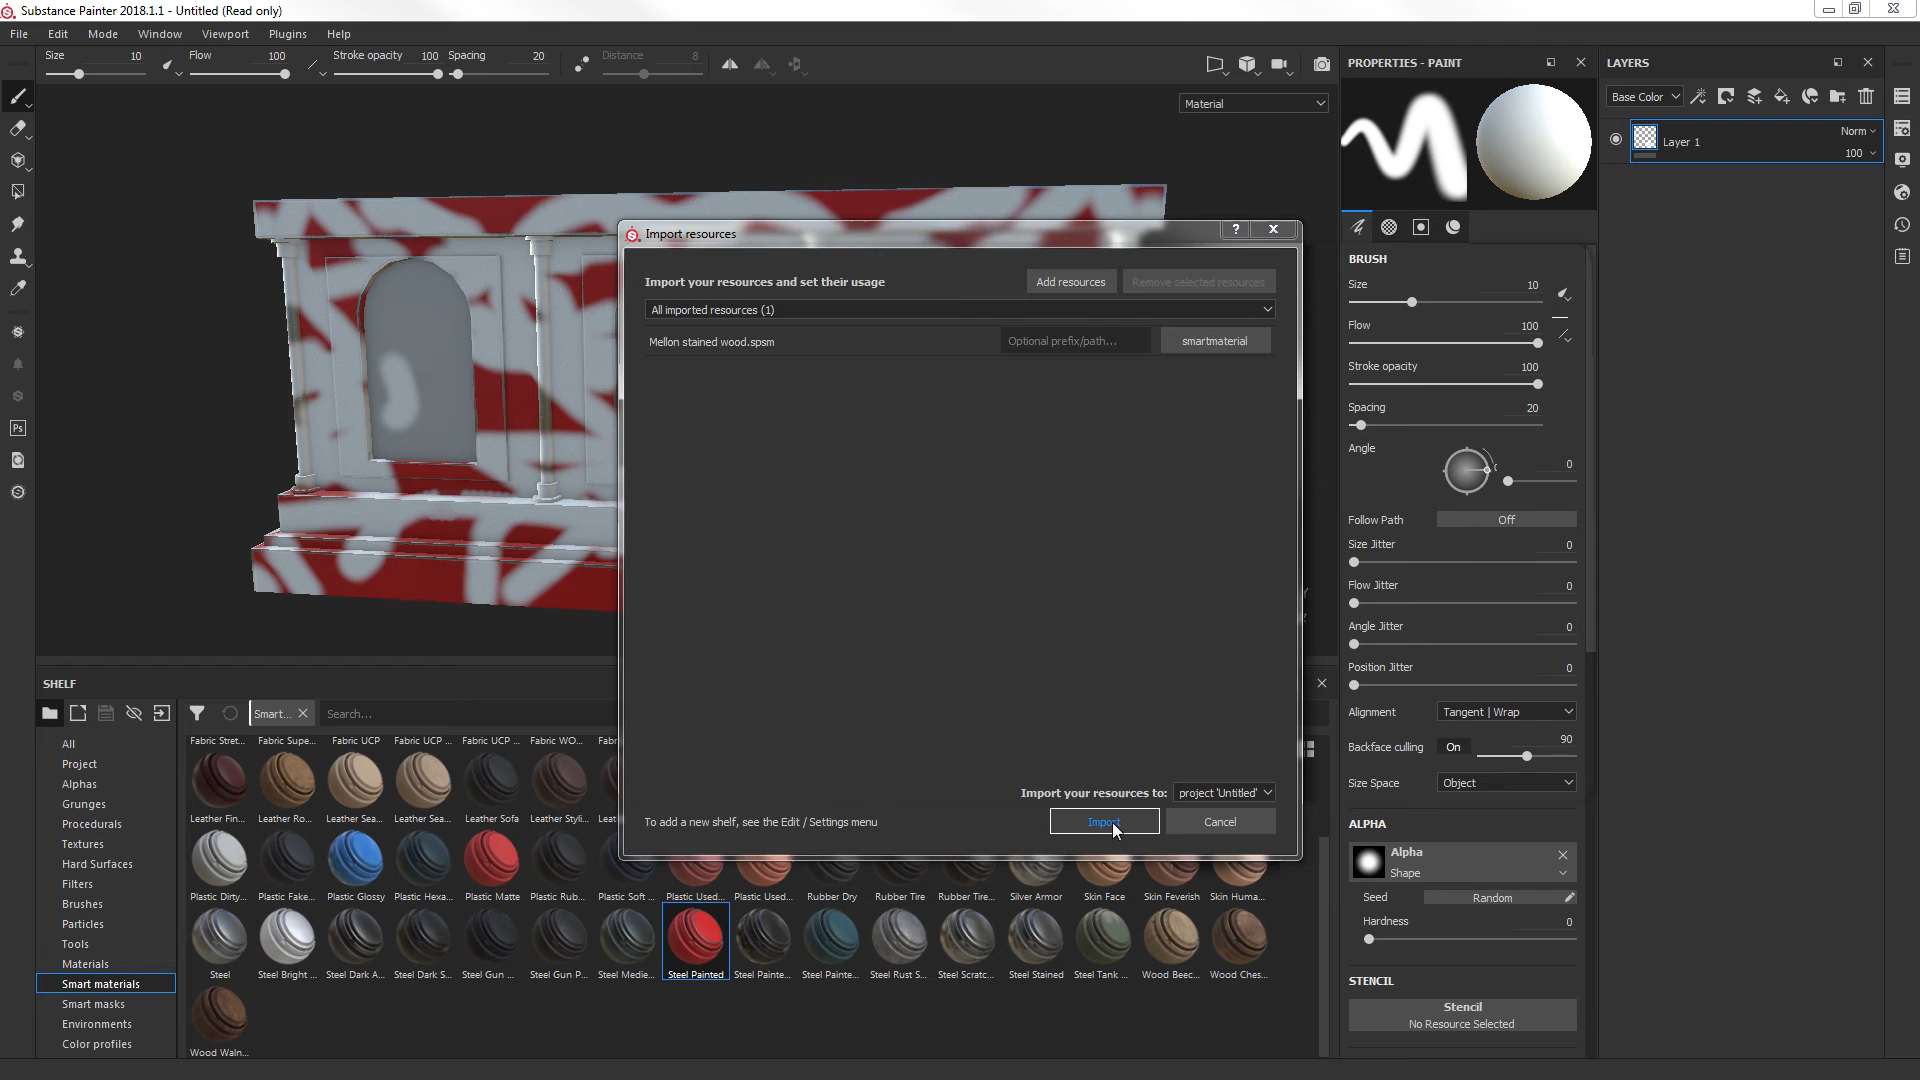 Substance Painter 2018.1.1 - Untitled (Read only)
File Edit Mode Window Viewport Plugins Help
Size 10 Flow 100 Stroke opacity 100 Spacing 20 Distance 8
Material
Import resources
?
Import your resources and set their usage
Add resources
Remove selected resources
All imported resources (1)
Mellon stained wood.spsm
Optional prefix/path...
smartmaterial
Import your resources to:
project 'Untitled'
To add a new shelf, see the Edit / Settings menu
Import
Cancel
PROPERTIES - PAINT
BRUSH
Size 10
Flow 100
Stroke opacity 100
Spacing 20
Angle 0
Follow Path Off
Size Jitter 0
Flow Jitter 0
Angle Jitter 0
Position Jitter 0
Alignment Tangent | Wrap
Backface culling On 90
Size Space Object
ALPHA
Alpha
Shape
Seed Random
Hardness 0
STENCIL
Stencil
No Resource Selected
LAYERS
Base Color
Layer 1
Norm
100
Ps
SHELF
Smart...
Search...
All
Project
Alphas
Grunges
Procedurals
Textures
Hard Surfaces
Filters
Brushes
Particles
Tools
Materials
Smart materials
Smart masks
Environments
Color profiles
Fabric Stret... Fabric Supe... Fabric UCP Fabric UCP ... Fabric UCP ... Fabric WO...
Leather Fin... Leather Ro... Leather Sea... Leather Sea... Leather Sofa Leather Styli...
Plastic Dirty... Plastic Fake... Plastic Glossy Plastic Hexa... Plastic Matte Plastic Rub... Plastic Soft ... Plastic Used... Plastic Used... Rubber Dry Rubber Tire Rubber Tire... Silver Armor Skin Face Skin Feverish Skin Huma...
Steel Steel Bright ... Steel Dark A... Steel Dark S... Steel Gun ... Steel Gun P... Steel Medie... Steel Painted Steel Painte... Steel Painte... Steel Rust S... Steel Scratc... Steel Stained Steel Tank ... Wood Beec... Wood Ches...
Wood Waln...